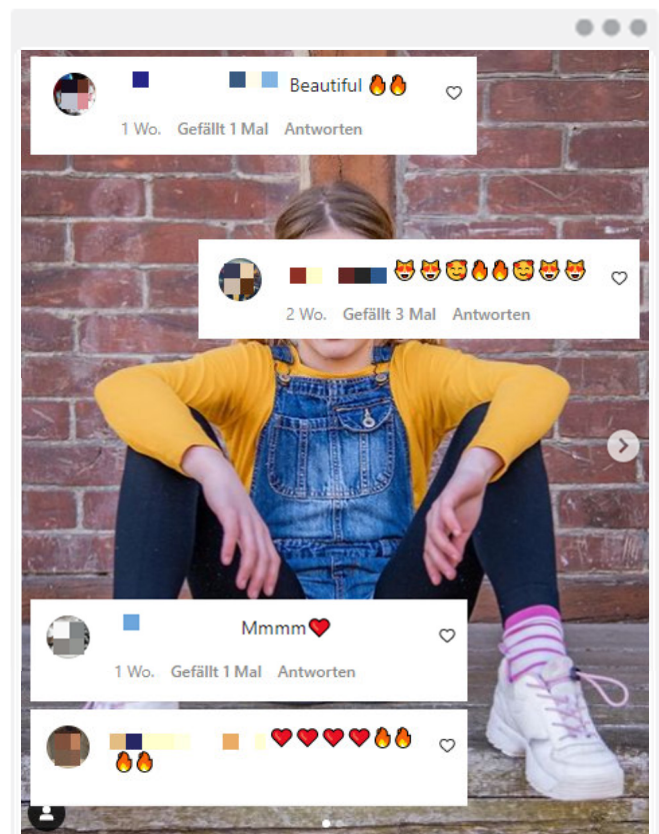 Beautiful 🔥🔥
1 Wo. Gefällt 1 Mal Antworten
😻😻🥰🔥🔥🥰😻😻
2 Wo. Gefällt 3 Mal Antworten
Mmmm❤️
1 Wo. Gefällt 1 Mal Antworten
❤️❤️❤️❤️🔥🔥
🔥🔥